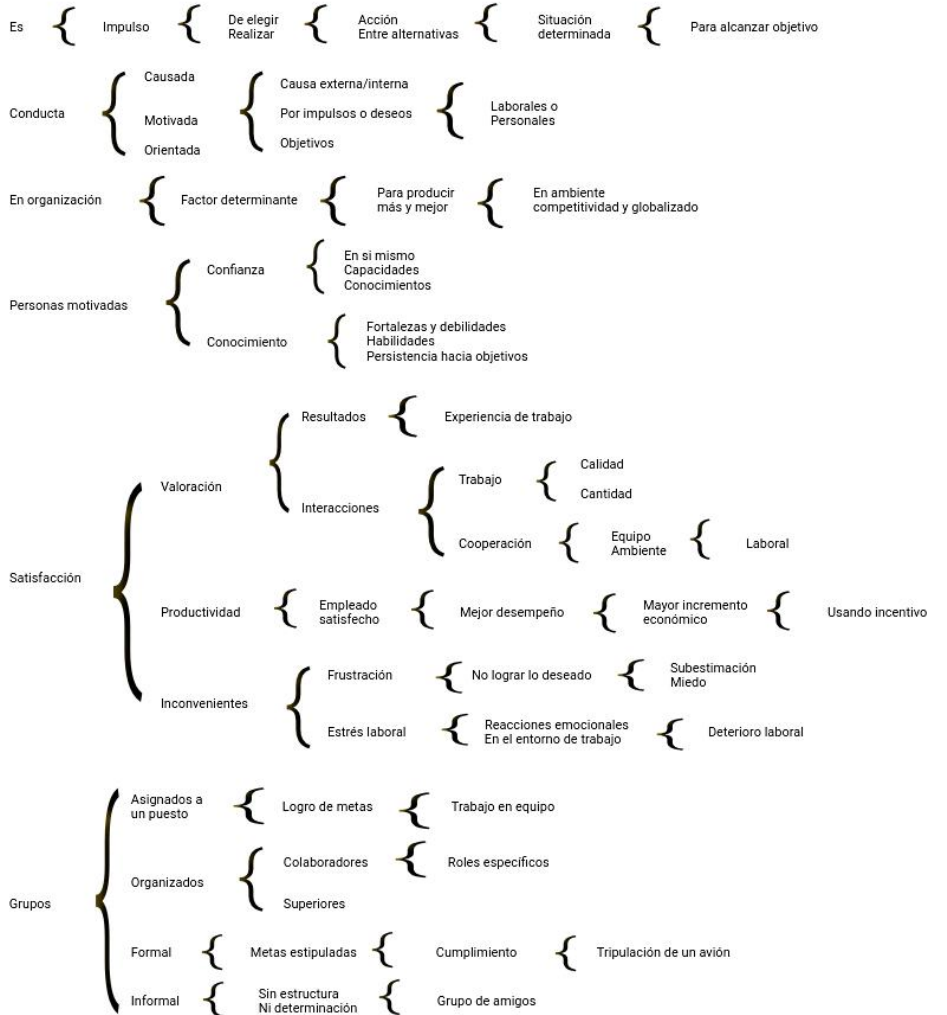 Es
Impulso
De elegir
Realizar
Acción
Entre alternativas
Situación
determinada
Para alcanzar objetivo
Conducta
Causada
Motivada
Orientada
Causa externa/interna
Por impulsos o deseos
Objetivos
Laborales o
Personales
En organización
Factor determinante
Para producir
más y mejor
En ambiente
competitividad y globalizado
Personas motivadas
Confianza
En si mismo
Capacidades
Conocimientos
Conocimiento
Fortalezas y debilidades
Habilidades
Persistencia hacia objetivos
Satisfacción
Valoración
Resultados
Experiencia de trabajo
Interacciones
Trabajo
Calidad
Cantidad
Cooperación
Equipo
Ambiente
Laboral
Productividad
Empleado
satisfecho
Mejor desempeño
Mayor incremento
económico
Usando incentivo
Inconvenientes
Frustración
No lograr lo deseado
Subestimación
Miedo
Estrés laboral
Reacciones emocionales
En el entorno de trabajo
Deterioro laboral
Grupos
Asignados a
un puesto
Logro de metas
Trabajo en equipo
Organizados
Colaboradores
Roles específicos
Superiores
Formal
Metas estipuladas
Cumplimiento
Tripulación de un avión
Informal
Sin estructura
Ni determinación
Grupo de amigos